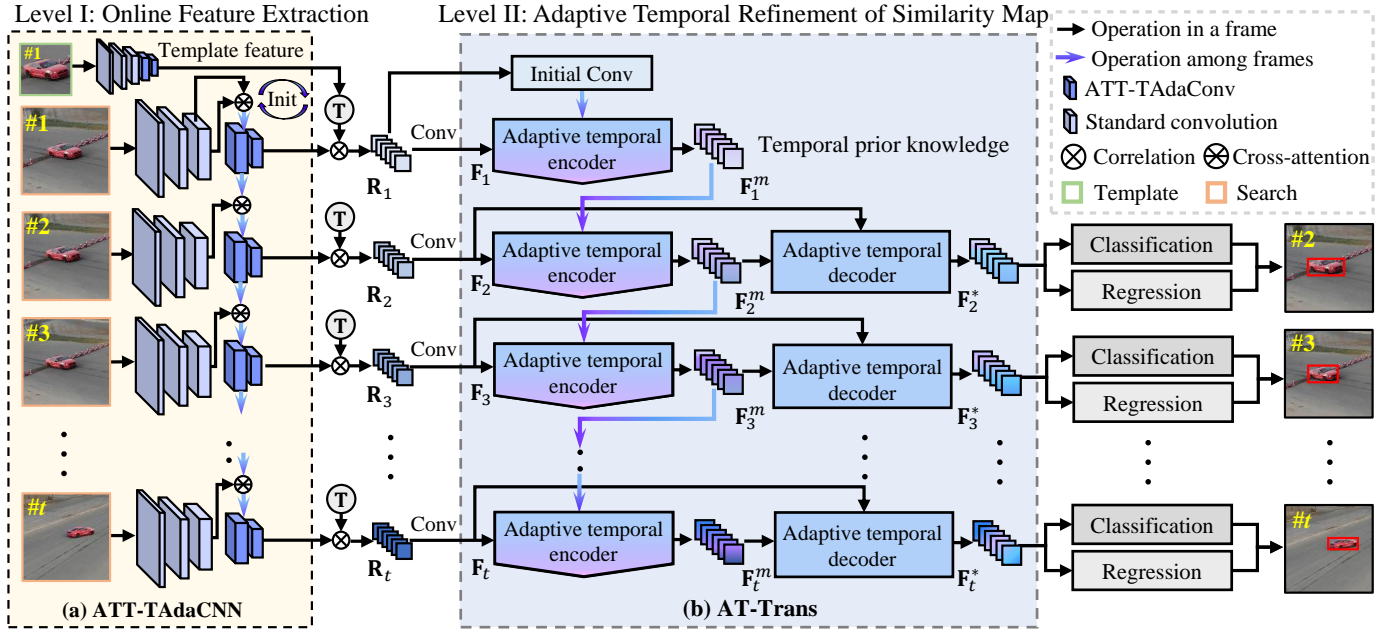 Level I: Online Feature Extraction
Level II: Adaptive Temporal Refinement of Similarity Map
#1
Template feature
Init
T
#1
R₁
Conv
F₁
Initial Conv
Adaptive temporal
encoder
F₁ᵐ
Temporal prior knowledge
Operation in a frame
Operation among frames
ATT-TAdaConv
Standard convolution
Correlation
Cross-attention
Template
Search
#2
T
R₂
Conv
F₂
Adaptive temporal
encoder
F₂ᵐ
Adaptive temporal
decoder
F₂*
Classification
Regression
#2
#3
T
R₃
Conv
F₃
Adaptive temporal
encoder
F₃ᵐ
Adaptive temporal
decoder
F₃*
Classification
Regression
#3
#t
T
Rₜ
Conv
Fₜ
Adaptive temporal
encoder
Fₜᵐ
Adaptive temporal
decoder
Fₜ*
Classification
Regression
#t
(a) ATT-TAdaCNN
(b) AT-Trans